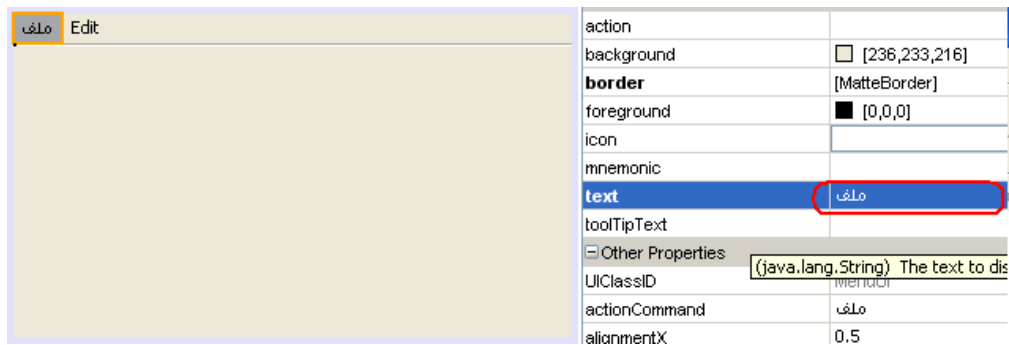 ملف Edit
action
background [236,233,216]
border [MatteBorder]
foreground [0,0,0]
icon
mnemonic
text ملف
toolTipText
Other Properties
(java.lang.String) The text to dis
UIClassID
actionCommand ملف
alignmentX 0.5